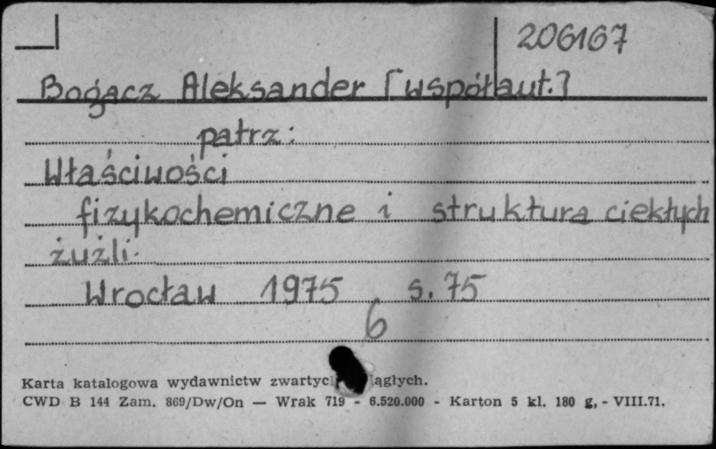 206167
Bogacz Aleksander [współaut.]
patrz:
Właściwości
fizykochemiczne i struktura ciekłych
żużli.
Wrocław 1975 s. 75
6
Karta katalogowa wydawnictw zwartyc ągłych.
CWD B 144 Zam. 869/Dw/On — Wrak 719 - 6.520.000 - Karton 5 kl. 180 g, - VIII.71.